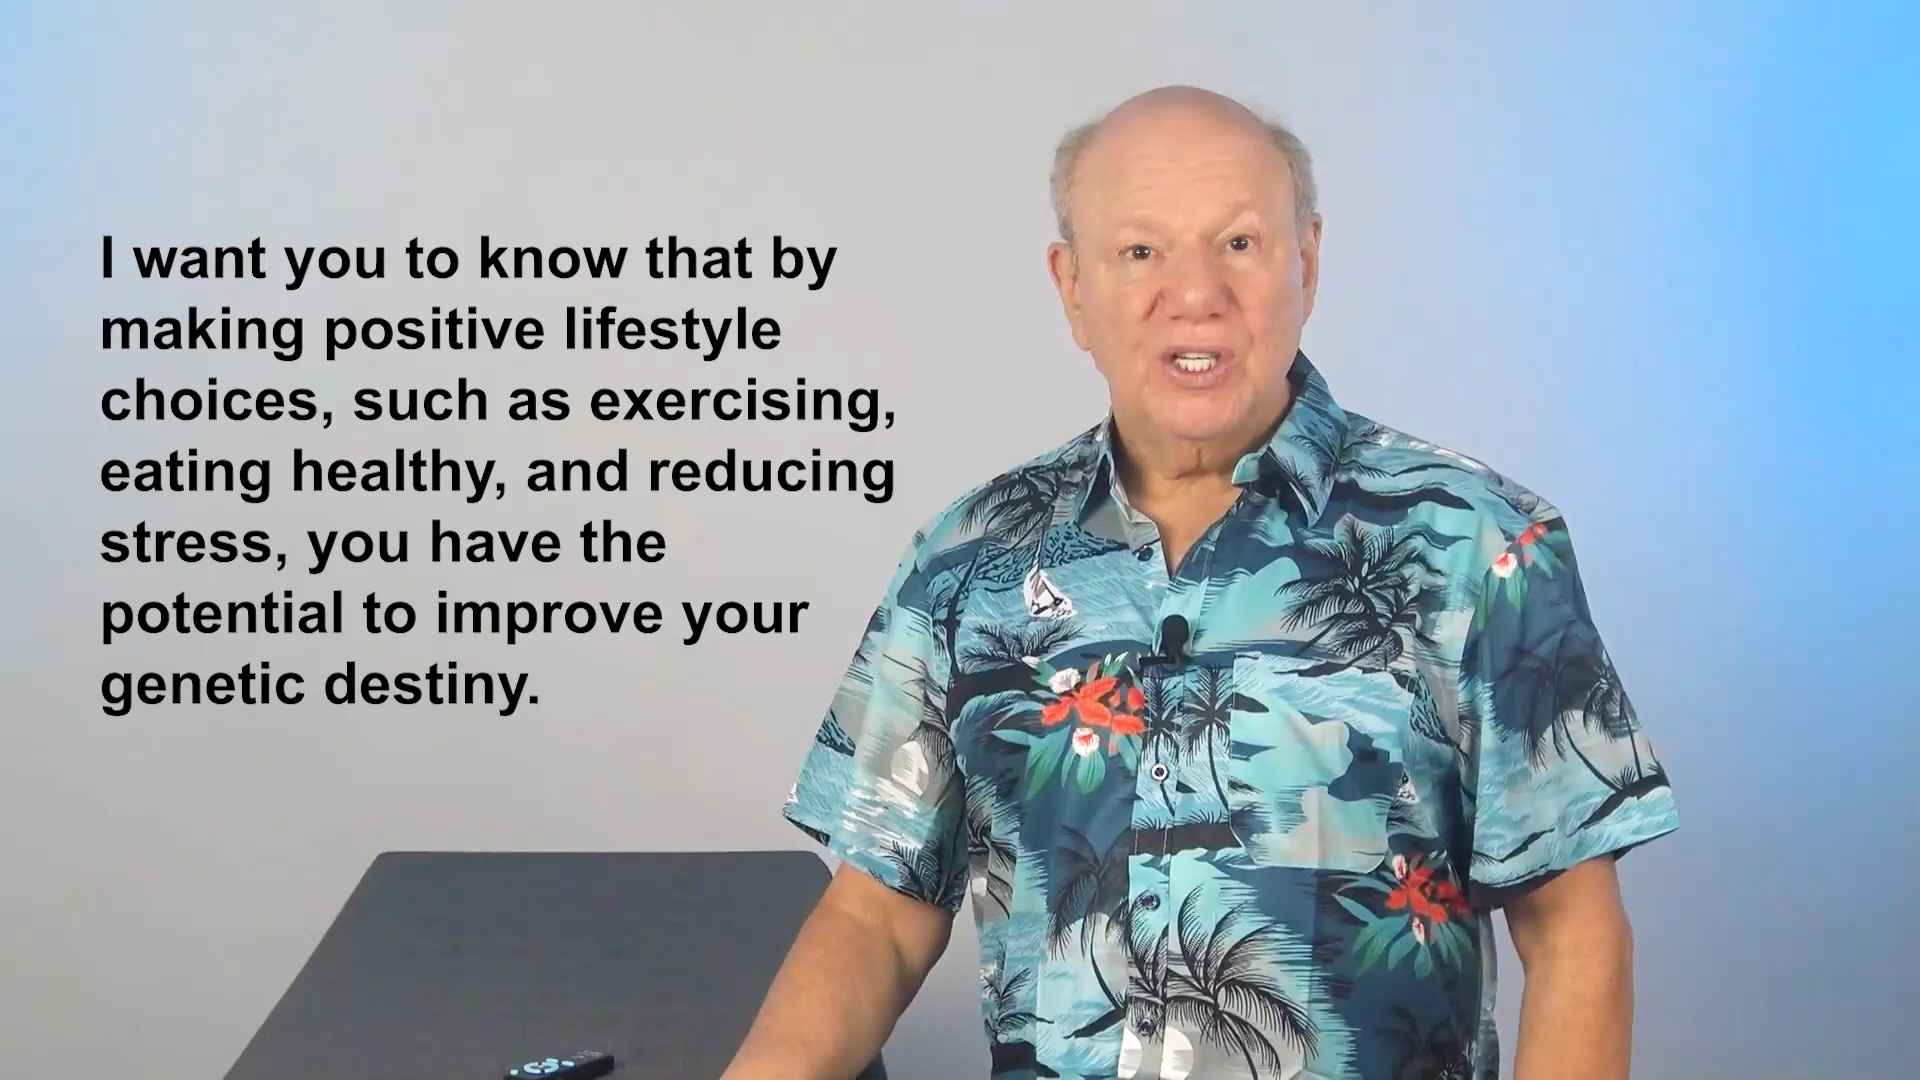 I want you to know that by
making positive lifestyle
choices, such as exercising,
eating healthy, and reducing
stress, you have the
potential to improve your
genetic destiny.